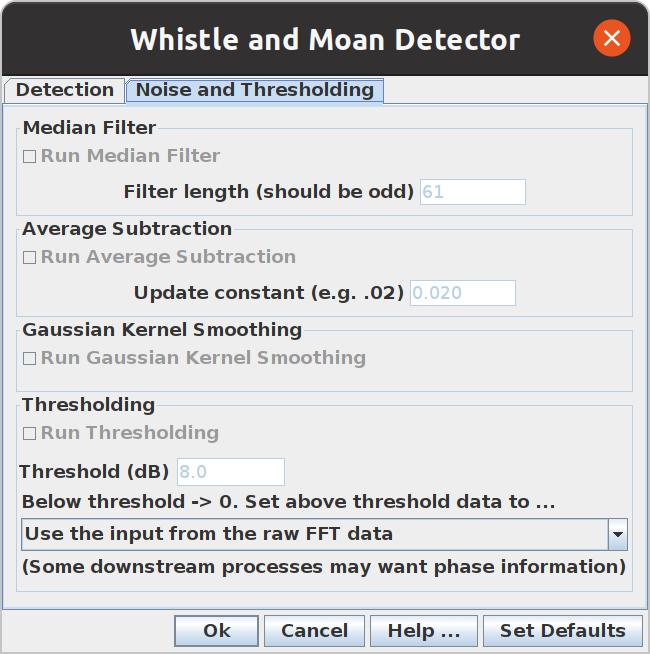 Whistle and Moan Detector
Detection
Noise and Thresholding
Median Filter
Run Median Filter
Filter length (should be odd) 61
Average Subtraction
Run Average Subtraction
Update constant (e.g. .02) 0.020
Gaussian Kernel Smoothing
Run Gaussian Kernel Smoothing
Thresholding
Run Thresholding
Threshold (dB) 8.0
Below threshold -> 0. Set above threshold data to ...
Use the input from the raw FFT data
(Some downstream processes may want phase information)
Ok Cancel Help ... Set Defaults